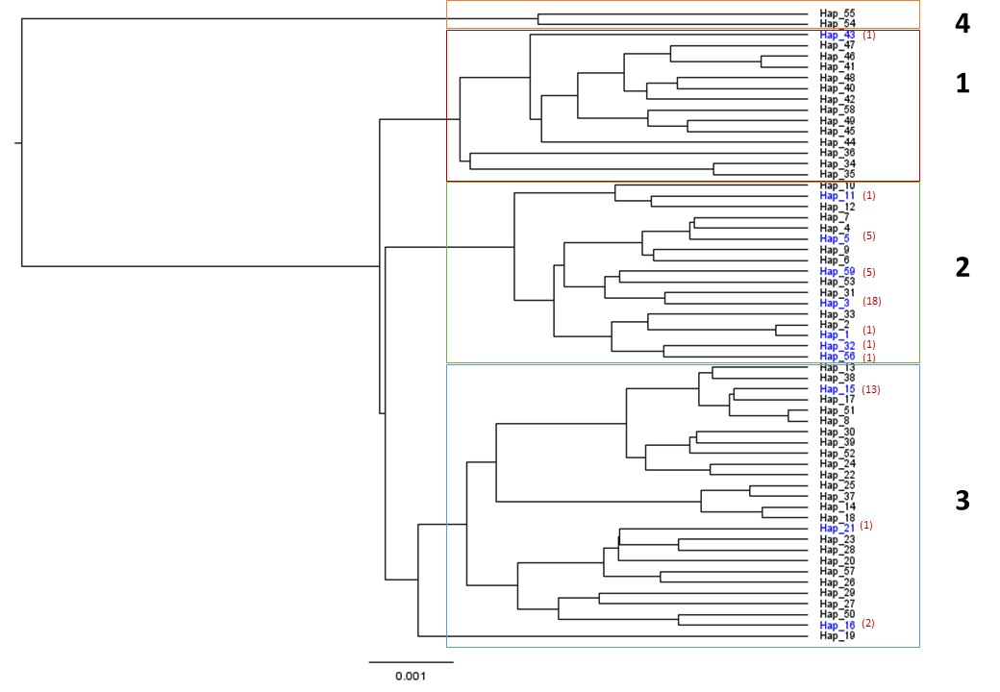 Hap_55
4
Hap_54
Hap_43 (1)
Hap_47
Hap_46
Hap_41
Hap_48
1
Hap_40
Hap_42
Hap_58
Hap_49
Hap_45
Hap_44
Hap_36
Hap_34
Hap_35
Hap_10
Hap_11 (1)
Hap_12
Hap_7
Hap_4
Hap_5 (5)
Hap_9
Hap_6
2
Hap_59 (5)
Hap_53
Hap_31
Hap_3 (18)
Hap_33
Hap_2
Hap_1 (1)
Hap_32 (1)
Hap_56 (1)
Hap_13
Hap_38
Hap_15 (13)
Hap_17
Hap_51
Hap_8
Hap_30
Hap_39
Hap_52
Hap_24
Hap_22
Hap_25
Hap_37
3
Hap_14
Hap_18
Hap_21 (1)
Hap_23
Hap_28
Hap_20
Hap_57
Hap_26
Hap_29
Hap_27
Hap_50
Hap_16 (2)
Hap_19
0.001